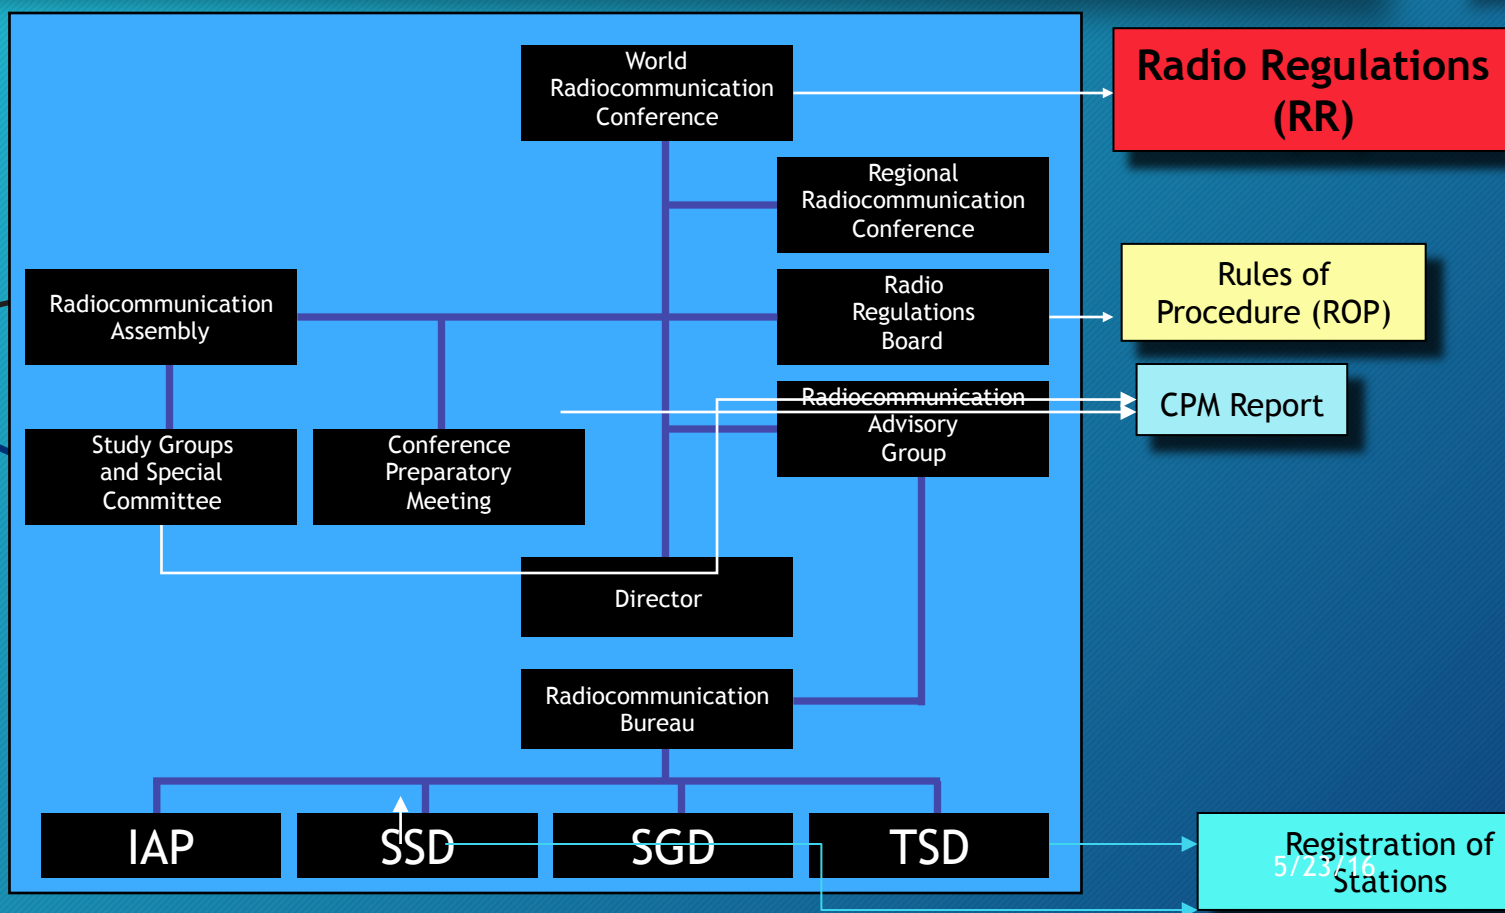 World
Radiocommunication
Conference
Radio Regulations
(RR)
Regional
Radiocommunication
Conference
Radiocommunication
Assembly
Radio
Regulations
Board
Rules of
Procedure (ROP)
Radiocommunication
Advisory
Group
CPM Report
Study Groups
and Special
Committee
Conference
Preparatory
Meeting
Director
Radiocommunication
Bureau
IAP
SSD
SGD
TSD
Registration of
Stations
5/23/16